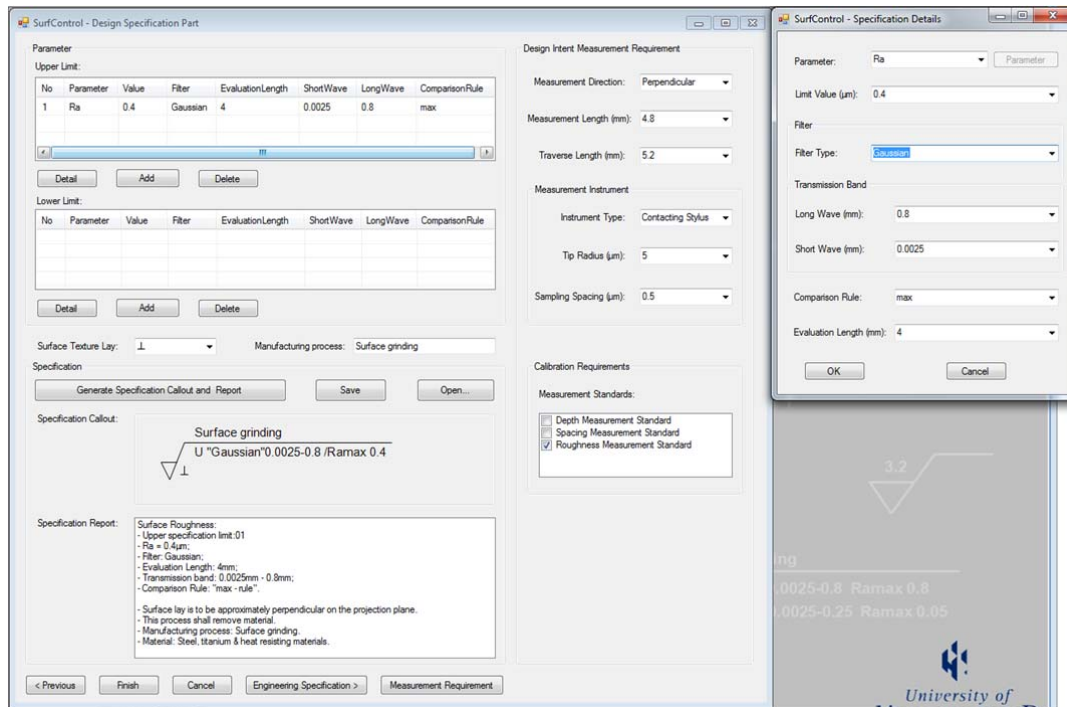 SurfControl - Design Specification Part
Parameter
Upper Limit:
No Parameter Value Filter EvaluationLength ShortWave LongWave ComparisonRule
1 Ra 0.4 Gaussian 4 0.0025 0.8 max
Detail Add Delete
Lower Limit:
No Parameter Value Filter EvaluationLength ShortWave LongWave ComparisonRule
Detail Add Delete
Surface Texture Lay: ⊥ Manufacturing process: Surface grinding
Specification
Generate Specification Callout and Report Save Open...
Specification Callout:
Surface grinding
U "Gaussian"0.0025-0.8 /Ramax 0.4
⊥
Specification Report:
Surface Roughness:
- Upper specification limit:01
- Ra = 0.4µm;
- Filter: Gaussian;
- Evaluation Length: 4mm;
- Transmission band: 0.0025mm - 0.8mm;
- Comparison Rule: "max - rule".
- Surface lay is to be approximately perpendicular on the projection plane.
- This process shall remove material.
- Manufacturing process: Surface grinding.
- Material: Steel, titanium & heat resisting materials.
< Previous Finish Cancel Engineering Specification > Measurement Requirement
Design Intent Measurement Requirement
Measurement Direction: Perpendicular
Measurement Length (mm): 4.8
Traverse Length (mm): 5.2
Measurement Instrument
Instrument Type: Contacting Stylus
Tip Radius (µm): 5
Sampling Spacing (µm): 0.5
Calibration Requirements
Measurement Standards:
Depth Measurement Standard
Spacing Measurement Standard
Roughness Measurement Standard
SurfControl - Specification Details
Parameter: Ra Parameter
Limit Value (µm): 0.4
Filter
Filter Type: Gaussian
Transmission Band
Long Wave (mm): 0.8
Short Wave (mm): 0.0025
Comparison Rule: max
Evaluation Length (mm): 4
OK Cancel
3.2
ing
0.0025-0.8 Ramax 0.8
0.0025-0.25 Ramax 0.05
University of